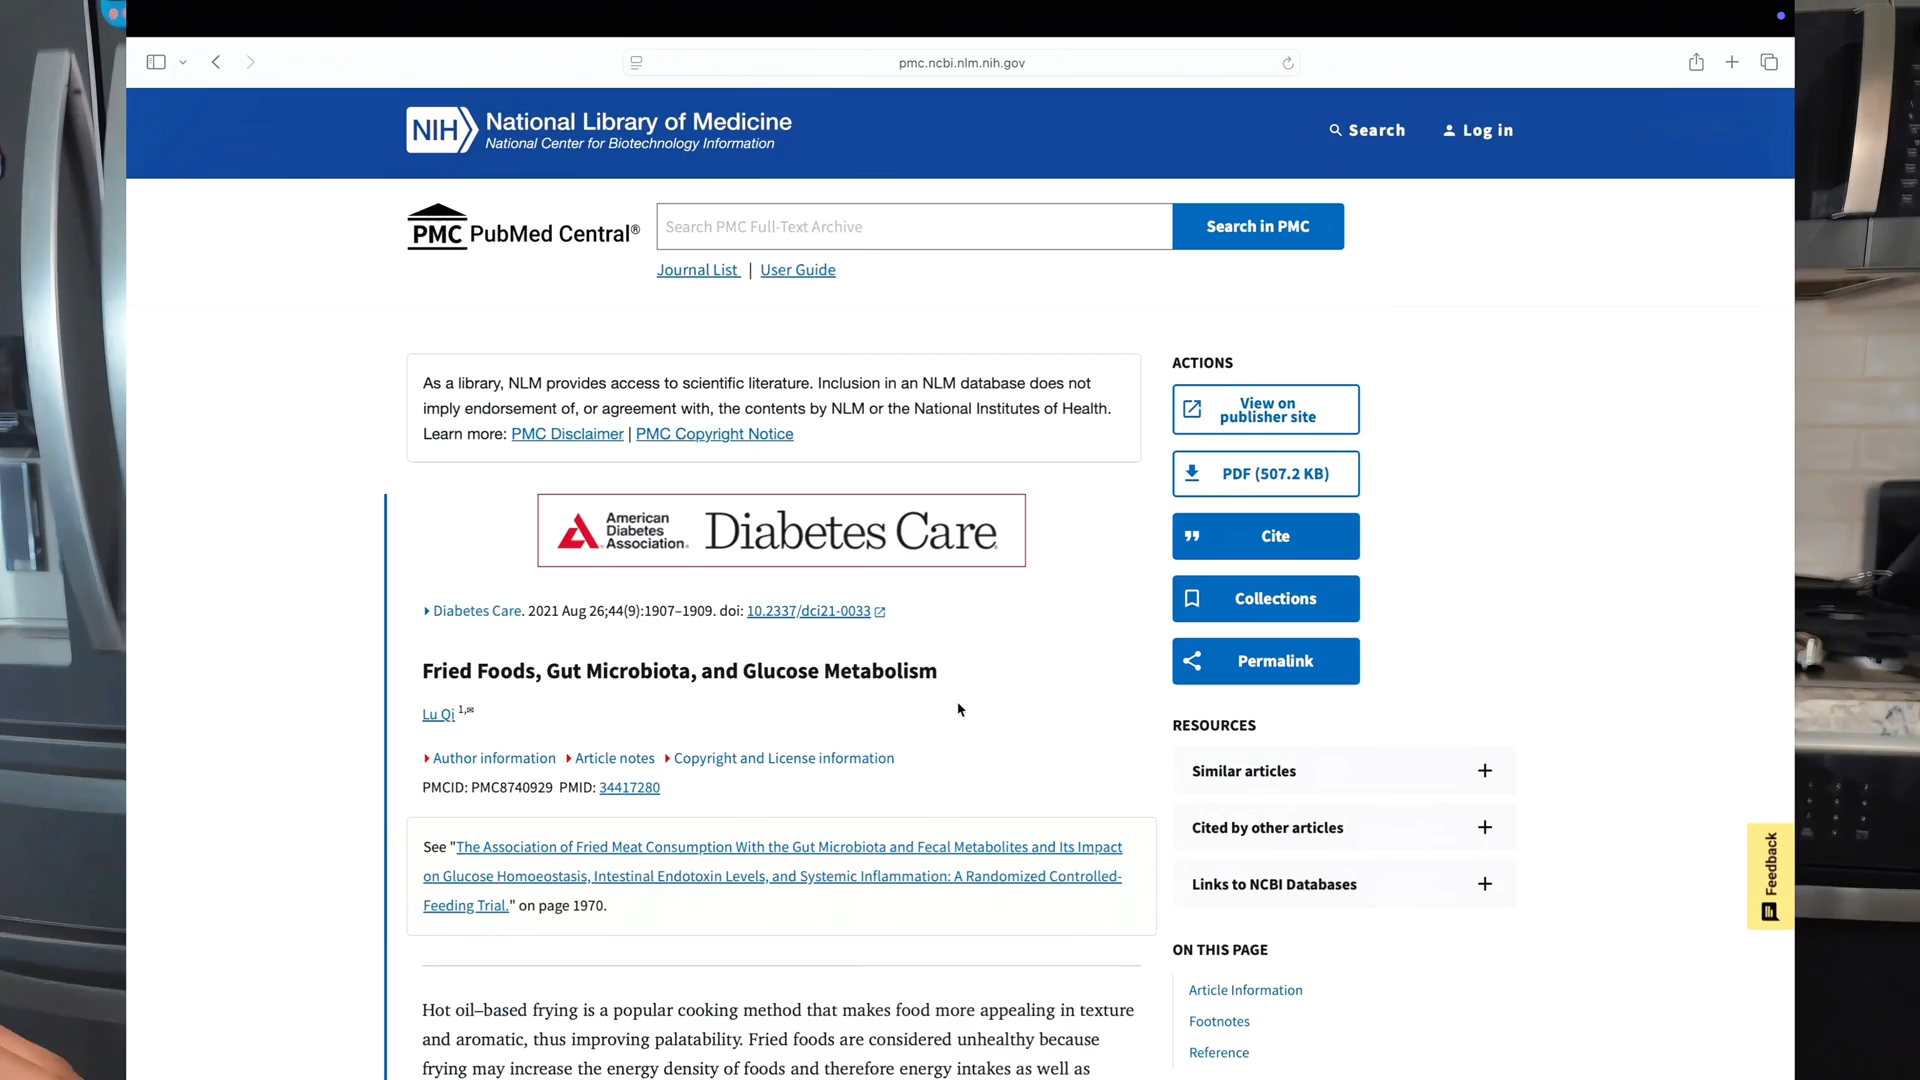 pmc.ncbi.nlm.nih.gov
NIH National Library of Medicine
National Center for Biotechnology Information
Search
Log in
PMC PubMed Central®
Search PMC Full-Text Archive
Search in PMC
Journal List | User Guide
As a library, NLM provides access to scientific literature. Inclusion in an NLM database does not
imply endorsement of, or agreement with, the contents by NLM or the National Institutes of Health.
Learn more: PMC Disclaimer | PMC Copyright Notice
American
Diabetes
Association®
Diabetes Care.
Diabetes Care. 2021 Aug 26;44(9):1907–1909. doi: 10.2337/dci21-0033
Fried Foods, Gut Microbiota, and Glucose Metabolism
Lu Qi 1,✉
Author information Article notes Copyright and License information
PMCID: PMC8740929 PMID: 34417280
See "The Association of Fried Meat Consumption With the Gut Microbiota and Fecal Metabolites and Its Impact
on Glucose Homoeostasis, Intestinal Endotoxin Levels, and Systemic Inflammation: A Randomized Controlled-
Feeding Trial." on page 1970.
Hot oil–based frying is a popular cooking method that makes food more appealing in texture
and aromatic, thus improving palatability. Fried foods are considered unhealthy because
frying may increase the energy density of foods and therefore energy intakes as well as
ACTIONS
View on
publisher site
PDF (507.2 KB)
Cite
Collections
Permalink
RESOURCES
Similar articles
Cited by other articles
Links to NCBI Databases
ON THIS PAGE
Article Information
Footnotes
Reference
Feedback